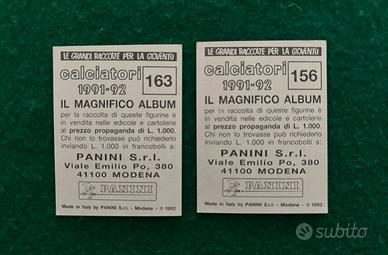 LE GRANDI RACCOLTE PER LA GIOVENTÙ
calciatori
1991-92
163
IL MAGNIFICO ALBUM
per la raccolta di queste figurine è
in vendita nelle edicole e cartolerie
al prezzo propaganda di L. 1.000.
Chi non lo trovasse può richiederlo
inviando L. 1.000 in francobolli a:
PANINI S.r.l.
Viale Emilio Po, 380
41100 MODENA
PANINI
Made in Italy by PANINI S.r.l. - Modena - © 1992
LE GRANDI RACCOLTE PER LA GIOVENTÙ
calciatori
1991-92
156
IL MAGNIFICO ALBUM
per la raccolta di queste figurine è
in vendita nelle edicole e cartolerie
al prezzo propaganda di L. 1.000.
Chi non lo trovasse può richiederlo
inviando L. 1.000 in francobolli a:
PANINI S.r.l.
Viale Emilio Po, 380
41100 MODENA
PANINI
Made in Italy by PANINI S.r.l. - Modena - © 1992
subito